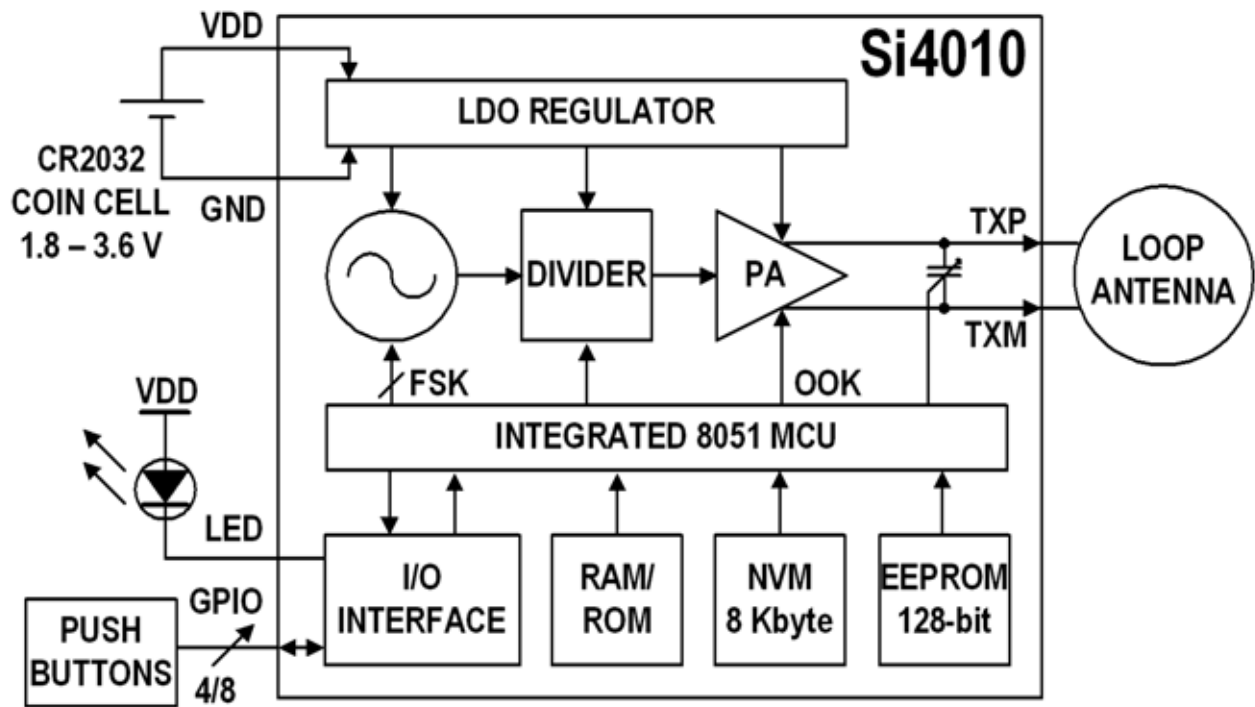 VDD
Si4010
LDO REGULATOR
CR2032
COIN CELL
1.8 – 3.6 V
GND
DIVIDER
PA
TXP
LOOP
ANTENNA
TXM
FSK
OOK
VDD
INTEGRATED 8051 MCU
LED
I/O
INTERFACE
RAM/
ROM
NVM
8 Kbyte
EEPROM
128-bit
GPIO
PUSH
BUTTONS
4/8